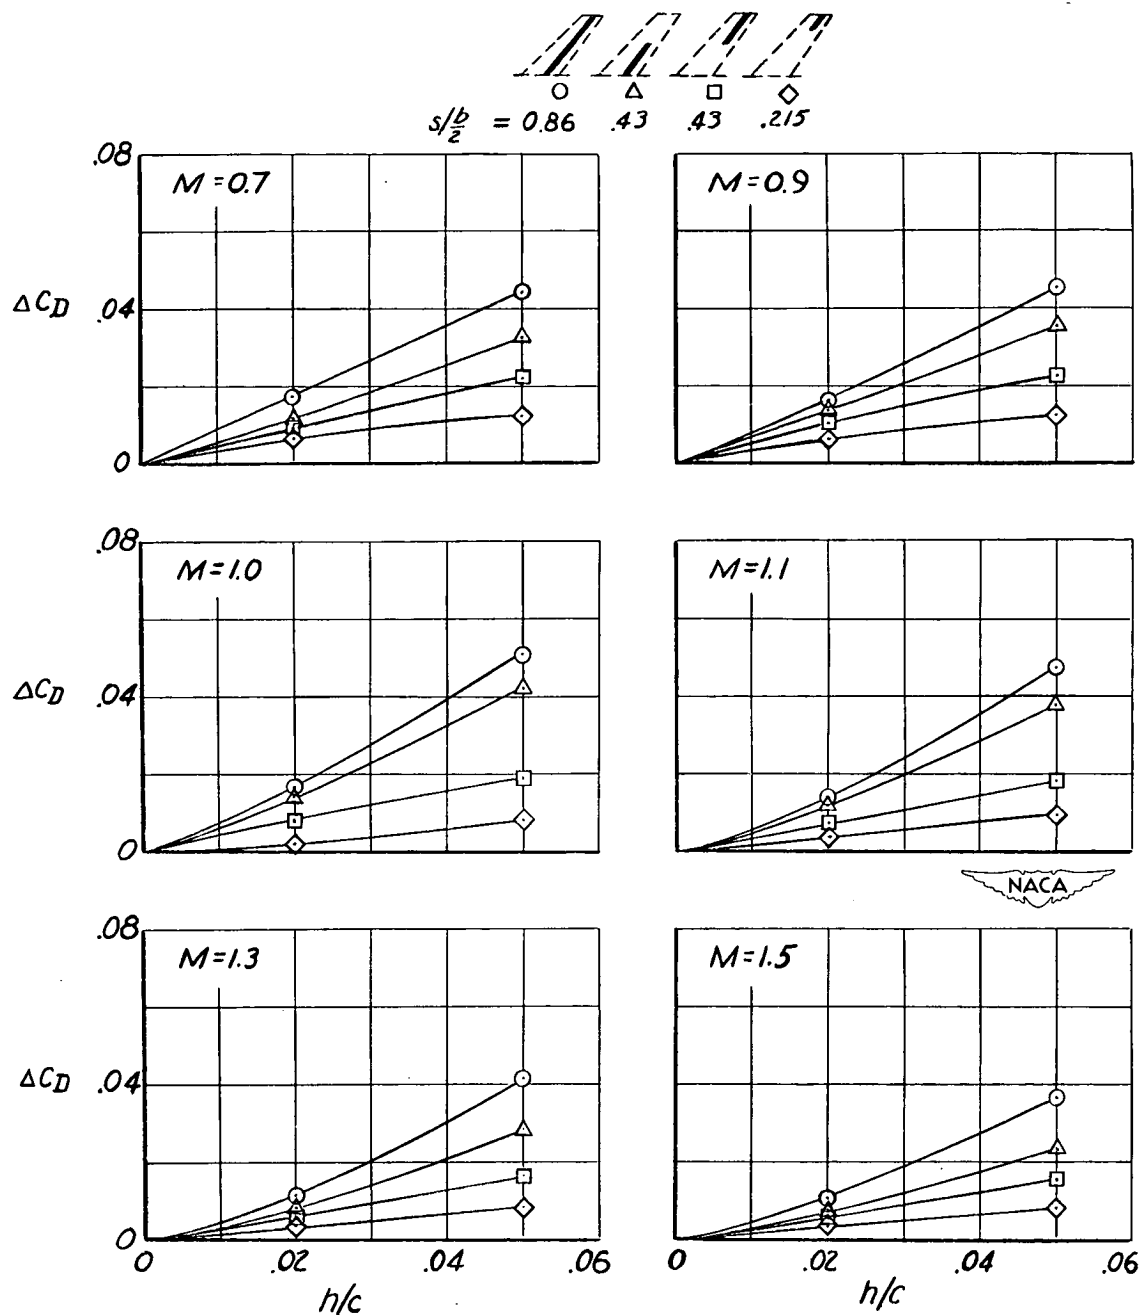 s/b/2 = 0.86 .43 .43 .215
.08
M=0.7
M=0.9
ΔC_D .04
0
.08
M=1.0
M=1.1
ΔC_D .04
0
NACA
.08
M=1.3
M=1.5
ΔC_D .04
0
0 .02 .04 .06 0 .02 .04 .06
h/c h/c